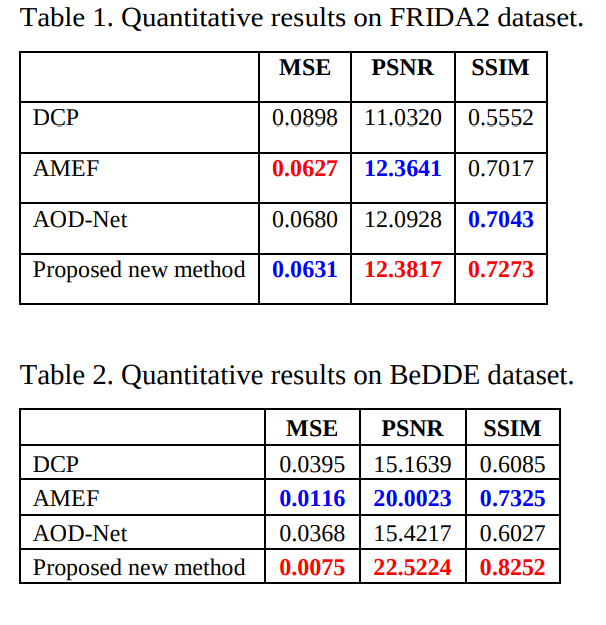 Table 1. Quantitative results on FRIDA2 dataset.
MSE PSNR SSIM
DCP 0.0898 11.0320 0.5552
AMEF 0.0627 12.3641 0.7017
AOD-Net 0.0680 12.0928 0.7043
Proposed new method 0.0631 12.3817 0.7273
Table 2. Quantitative results on BeDDE dataset.
MSE PSNR SSIM
DCP 0.0395 15.1639 0.6085
AMEF 0.0116 20.0023 0.7325
AOD-Net 0.0368 15.4217 0.6027
Proposed new method 0.0075 22.5224 0.8252